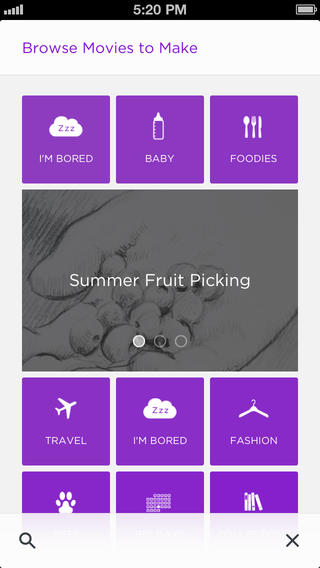 5:20 PM
Browse Movies to Make
Zzz
I'M BORED
BABY
FOODIES
Summer Fruit Picking
TRAVEL
Zzz
I'M BORED
FASHION